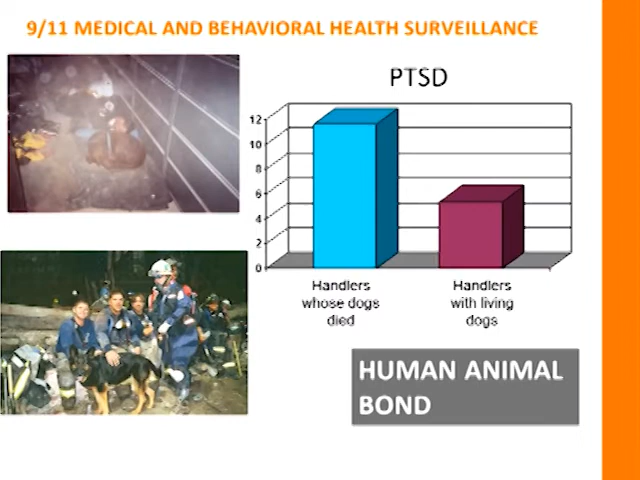 9/11 MEDICAL AND BEHAVIORAL HEALTH SURVEILLANCE
PTSD
12
10
8
6
4
2
0
Handlers
whose dogs
died
Handlers
with living
dogs
HUMAN ANIMAL
BOND